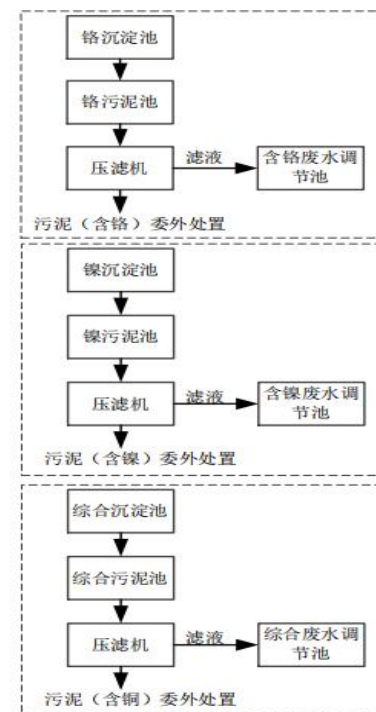 铬沉淀池
铬污泥池
压滤机
滤液
含铬废水调
节池
污泥（含铬）委外处置
镍沉淀池
镍污泥池
压滤机
滤液
含镍废水调
节池
污泥（含镍）委外处置
综合沉淀池
综合污泥池
压滤机
滤液
综合废水调
节池
污泥（含铜）委外处置